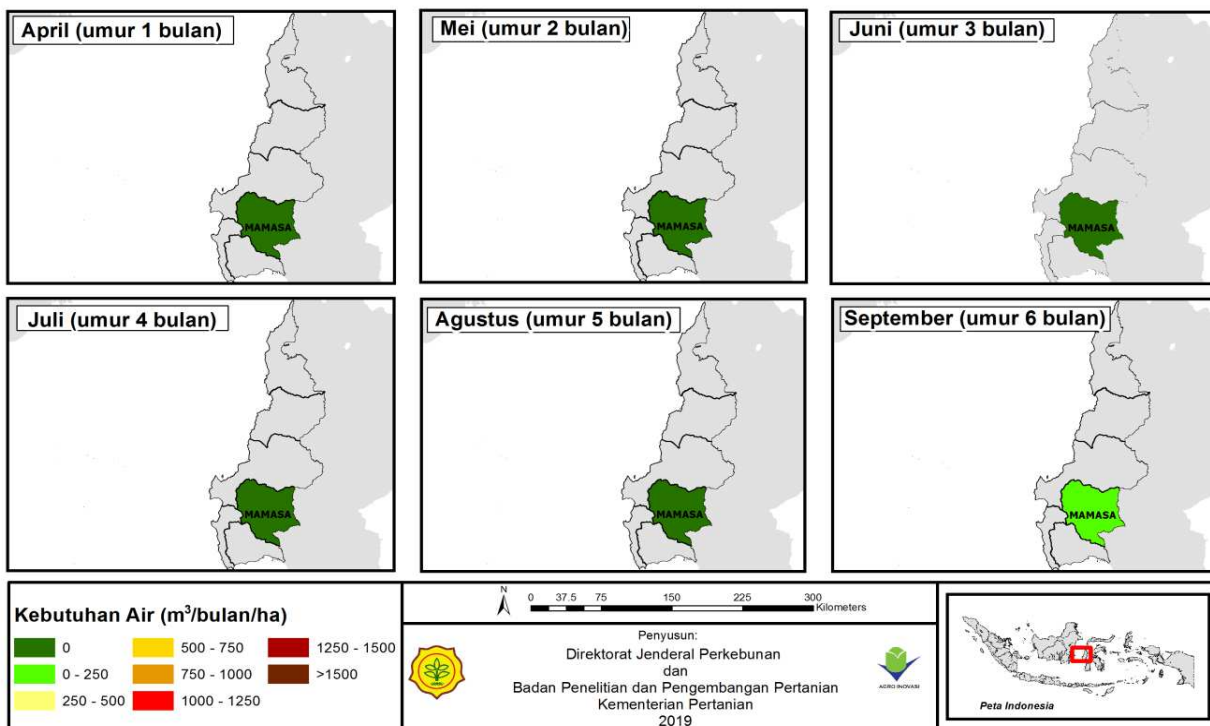 April (umur 1 bulan)
MAMASA
Mei (umur 2 bulan)
MAMASA
Juni (umur 3 bulan)
MAMASA
Juli (umur 4 bulan)
MAMASA
Agustus (umur 5 bulan)
MAMASA
September (umur 6 bulan)
MAMASA
Kebutuhan Air (m³/bulan/ha)
0
0 - 250
250 - 500
500 - 750
750 - 1000
1000 - 1250
1250 - 1500
>1500
N
0 37.5 75 150 225 300
Kilometers
Penyusun:
Direktorat Jenderal Perkebunan
dan
Badan Penelitian dan Pengembangan Pertanian
Kementerian Pertanian
2019
AGRO INOVASI
Peta Indonesia